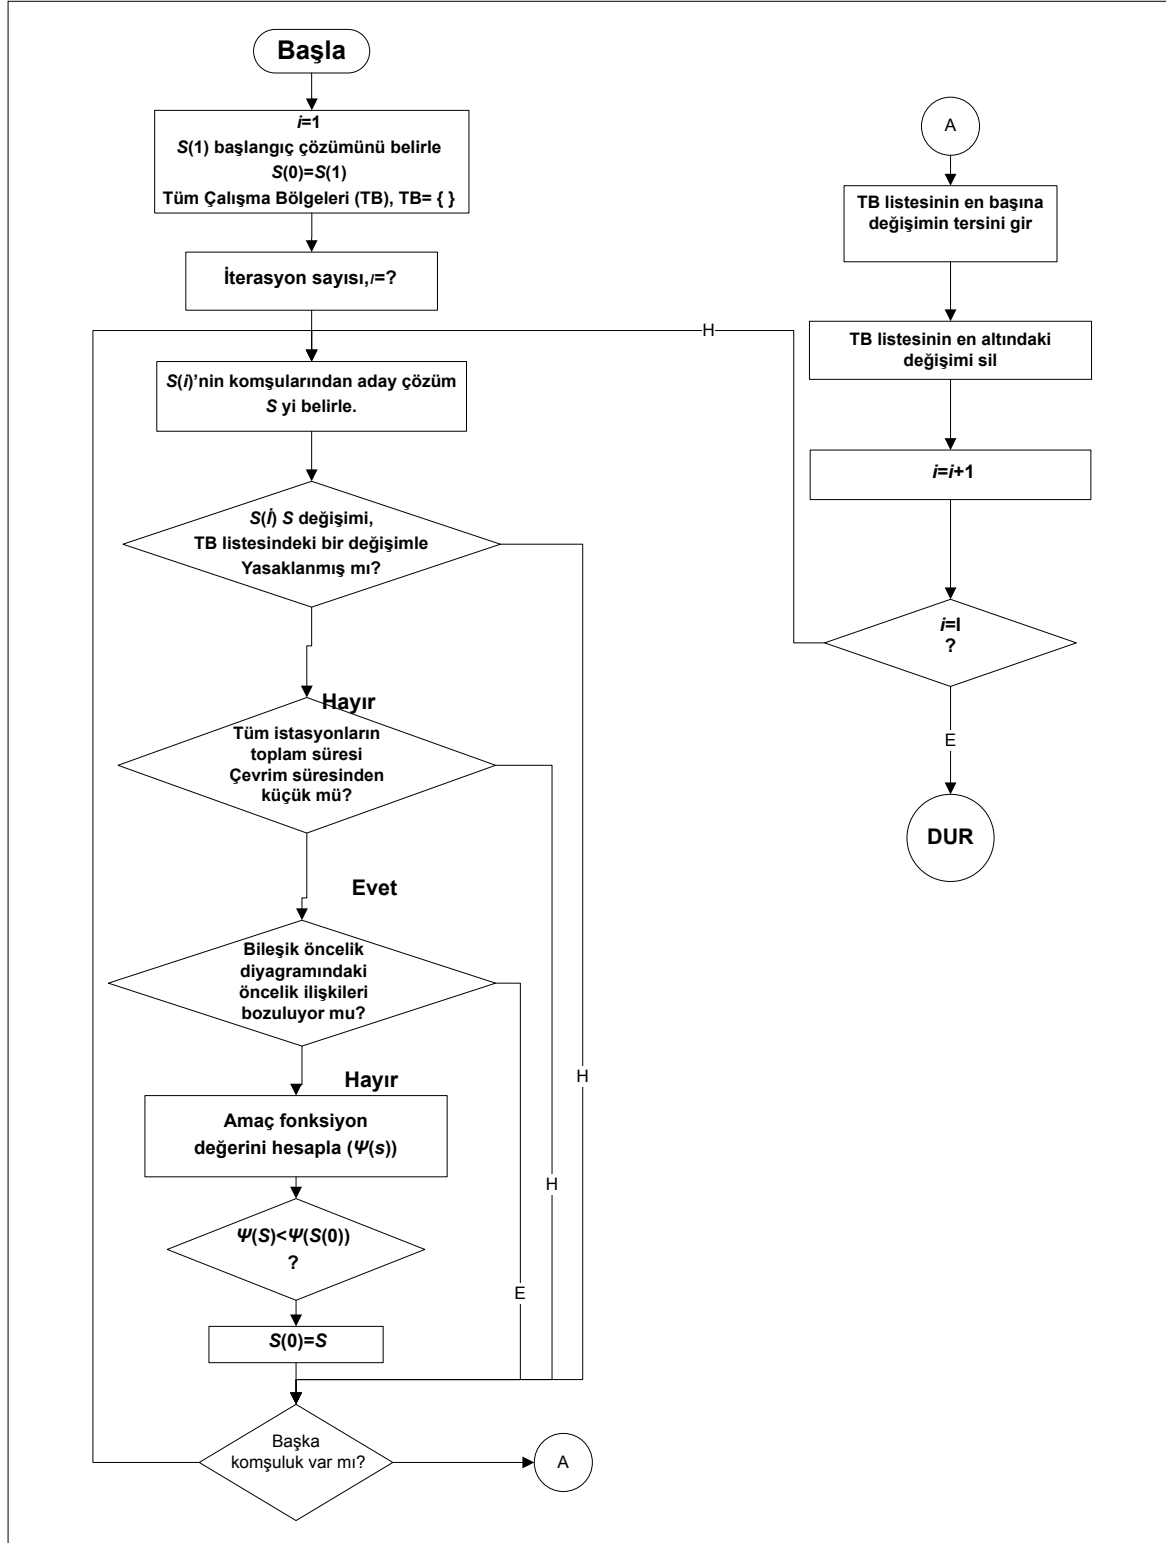 Başla
i=1
S(1) başlangıç çözümünü belirle
S(0)=S(1)
Tüm Çalışma Bölgeleri (TB), TB= { }
İterasyon sayısı,I=?
S(i)’nin komşularından aday çözüm
S yi belirle.
S(İ) S değişimi,
TB listesindeki bir değişimle
Yasaklanmış mı?
Hayır
Tüm istasyonların
toplam süresi
Çevrim süresinden
küçük mü?
Evet
Bileşik öncelik
diyagramındaki
öncelik ilişkileri
bozuluyor mu?
Hayır
H
Amaç fonksiyon
değerini hesapla (Ψ(s))
H
Ψ(S)<Ψ(S(0))
?
E
S(0)=S
Başka
komşuluk var mı?
A
A
TB listesinin en başına
değişimin tersini gir
H
TB listesinin en altındaki
değişimi sil
i=i+1
i=I
?
E
DUR